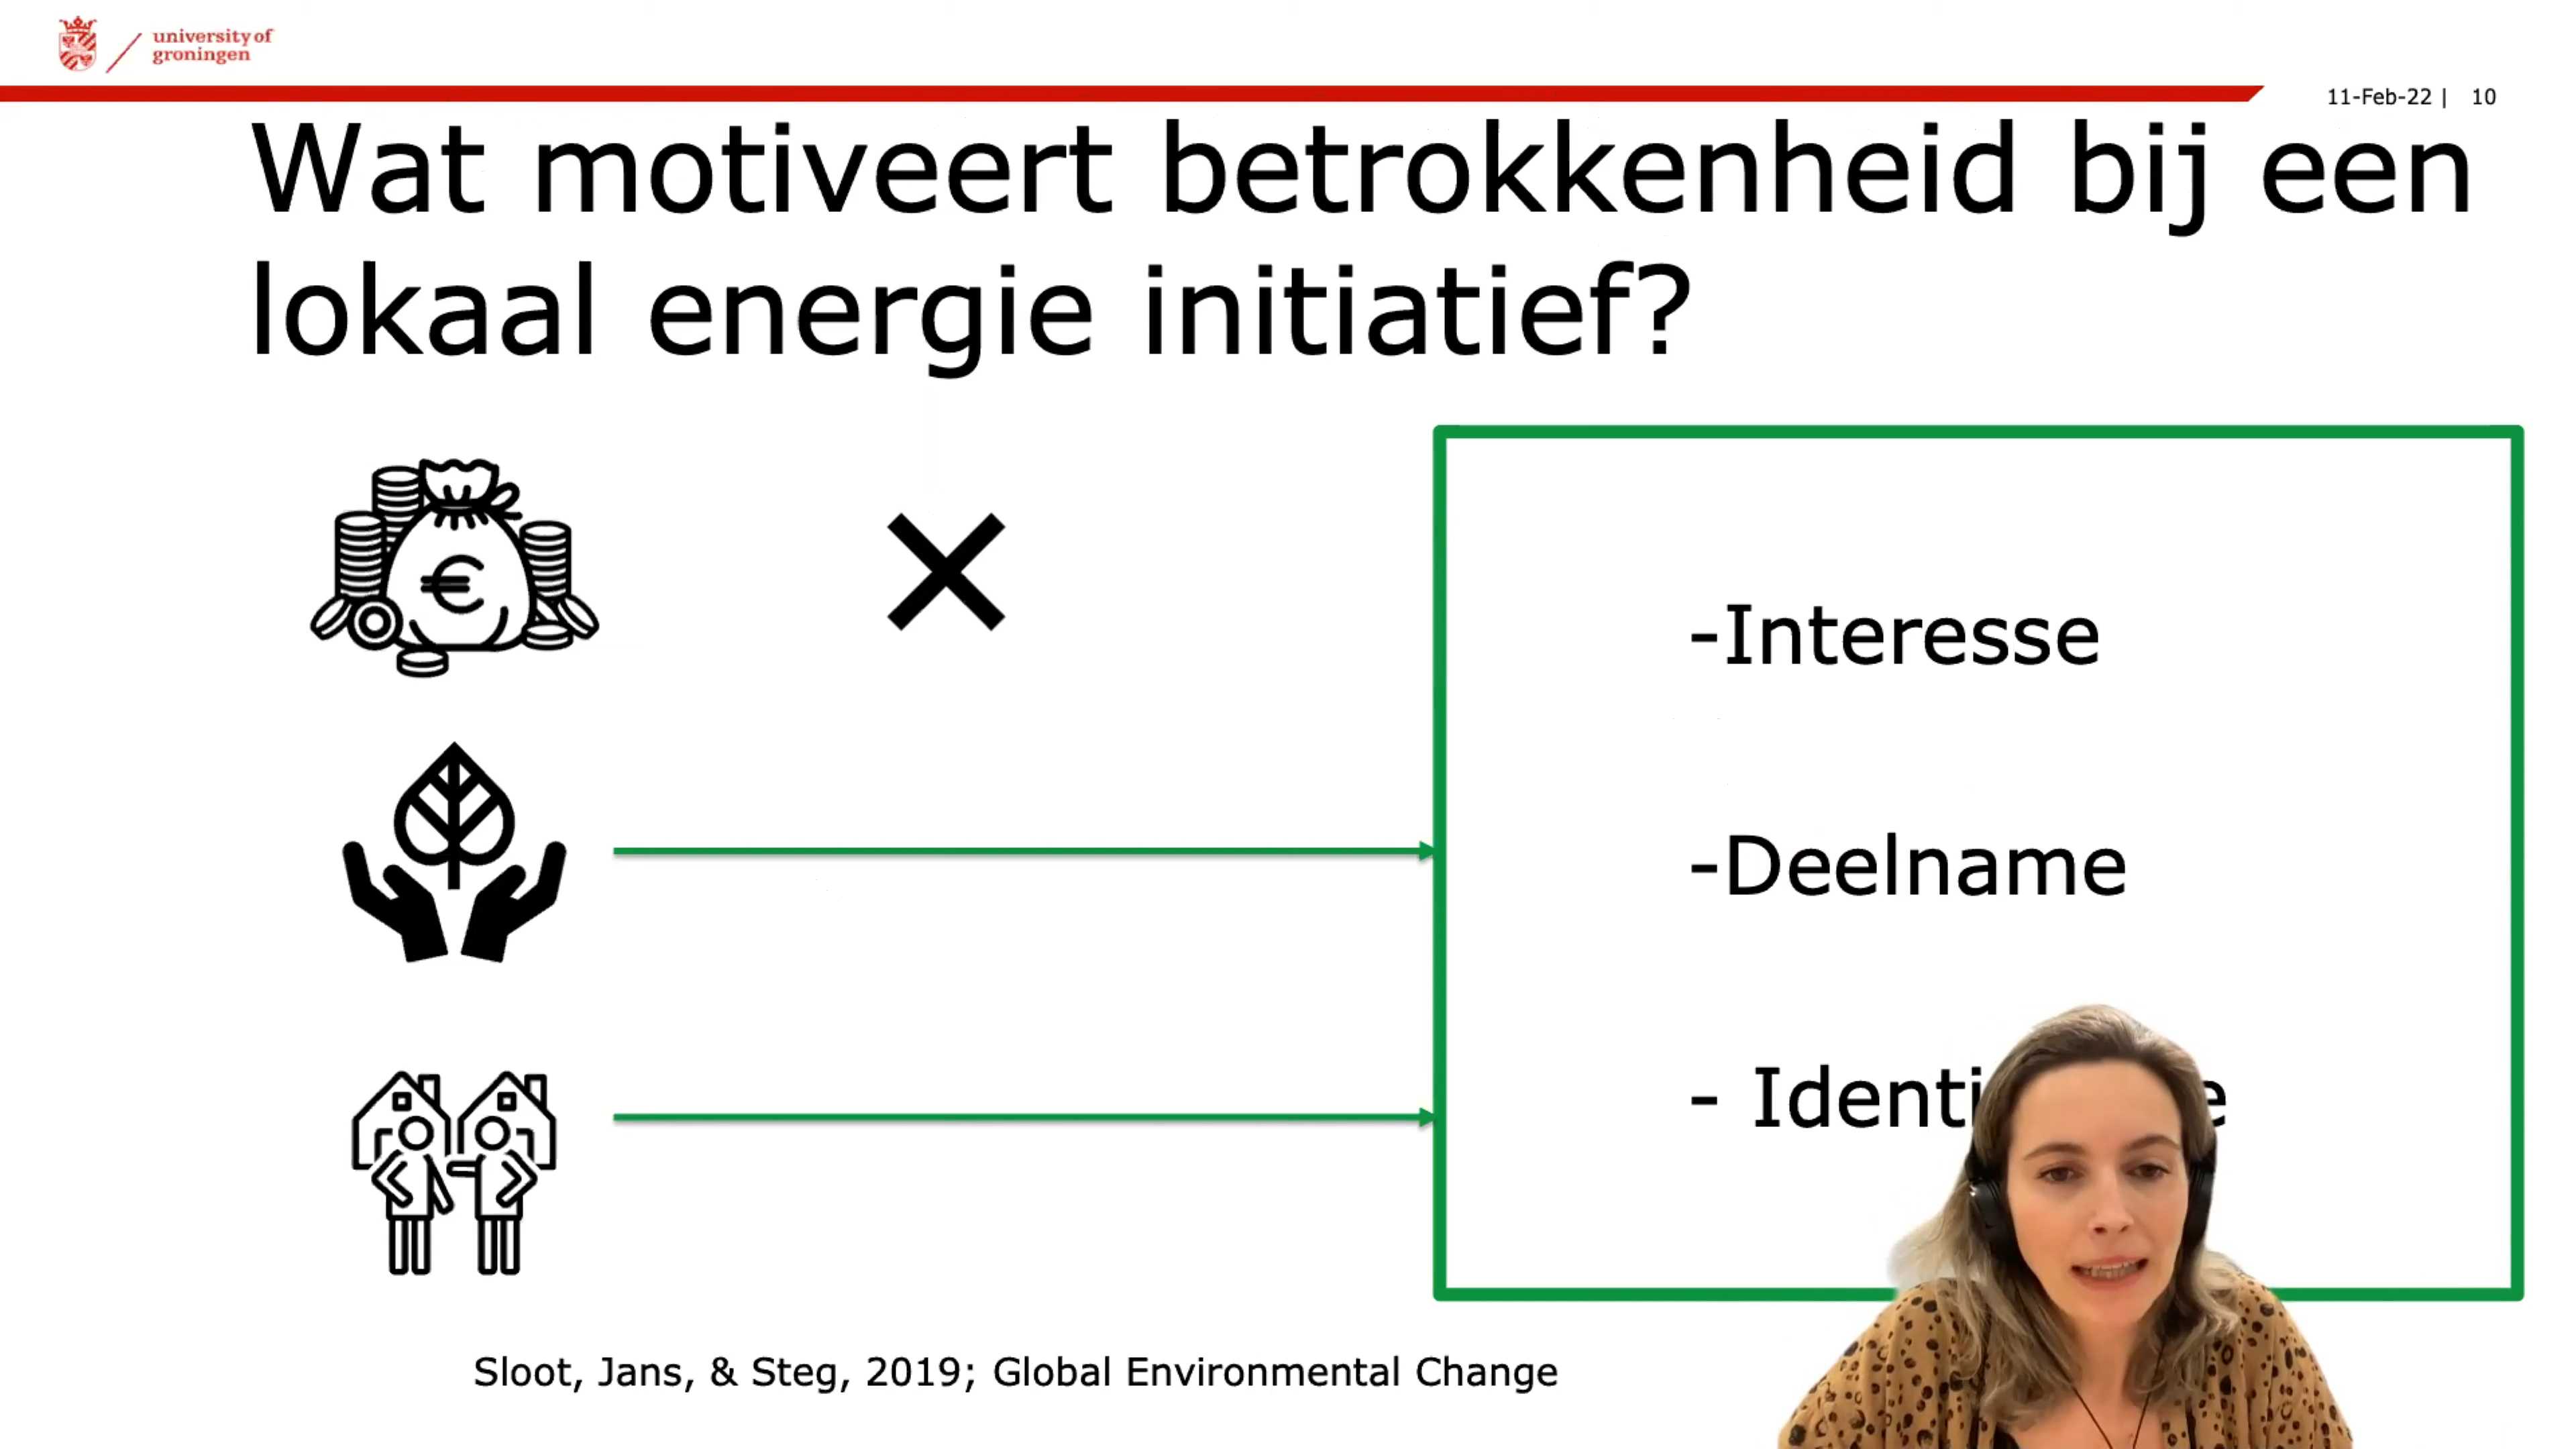 university of
groningen
11-Feb-22 | 10
Wat motiveert betrokkenheid bij een
lokaal energie initiatief?
€
-Interesse
-Deelname
-
Sloot, Jans, & Steg, 2019; Global Environmental Change